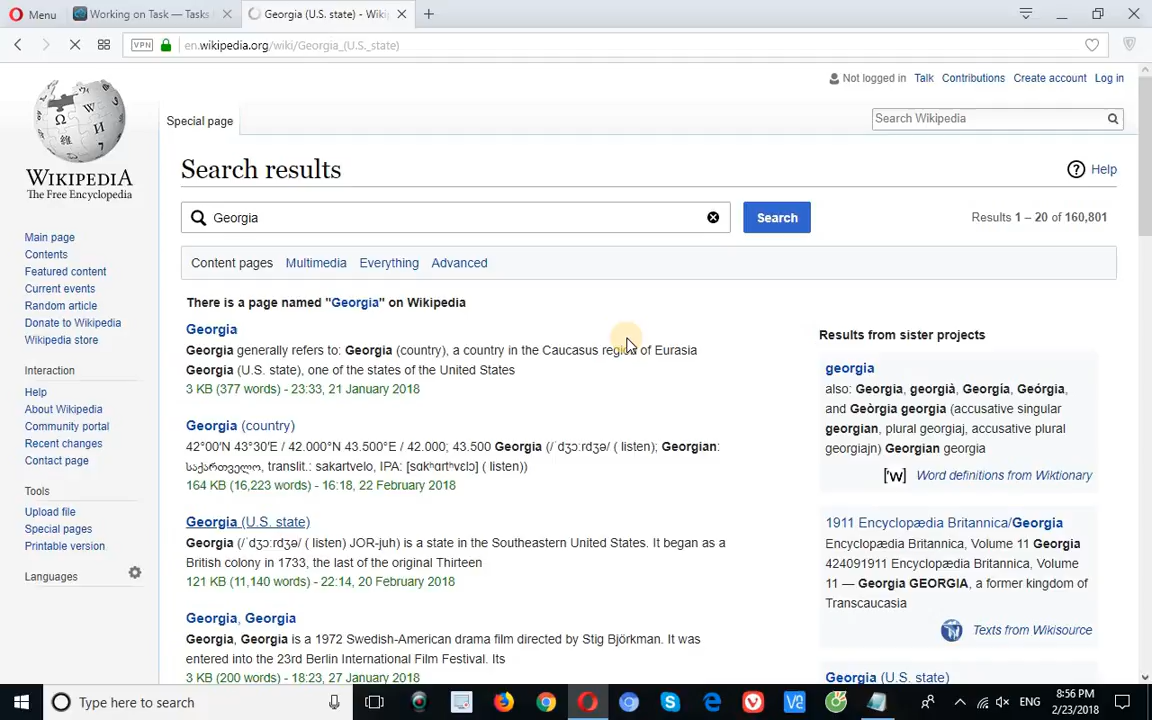 Menu
Working on Task — Tasks
Georgia (U.S. state) - Wiki
VPN
en.wikipedia.org/wiki/Georgia_(U.S._state)
Not logged in Talk Contributions Create account Log in
Special page
Search Wikipedia
WIKIPEDIA
The Free Encyclopedia
Search results
Help
Georgia
Search
Results 1 – 20 of 160,801
Main page
Contents
Featured content
Current events
Random article
Donate to Wikipedia
Wikipedia store
Interaction
Help
About Wikipedia
Community portal
Recent changes
Contact page
Tools
Upload file
Special pages
Printable version
Languages
Content pages Multimedia Everything Advanced
There is a page named "Georgia" on Wikipedia
Georgia
Georgia generally refers to: Georgia (country), a country in the Caucasus region of Eurasia
Georgia (U.S. state), one of the states of the United States
3 KB (377 words) - 23:33, 21 January 2018
Georgia (country)
42°00′N 43°30′E / 42.000°N 43.500°E / 42.000; 43.500 Georgia (/ˈdʒɔːrdʒə/ ( listen); Georgian:
საქართველო, translit.: sakartvelo, IPA: [sɑkʰɑrtʰvɛlɔ] ( listen))
164 KB (16,223 words) - 16:18, 22 February 2018
Georgia (U.S. state)
Georgia (/ˈdʒɔːrdʒə/ ( listen) JOR-juh) is a state in the Southeastern United States. It began as a
British colony in 1733, the last of the original Thirteen
121 KB (11,140 words) - 22:14, 20 February 2018
Georgia, Georgia
Georgia, Georgia is a 1972 Swedish-American drama film directed by Stig Björkman. It was
entered into the 23rd Berlin International Film Festival. Its
3 KB (200 words) - 18:23, 27 January 2018
Results from sister projects
georgia
also: Georgia, georgià, Georgía, Geórgia,
and Geòrgia georgia (accusative singular
georgian, plural georgiaj, accusative plural
georgiajn) Georgian georgia
['W] Word definitions from Wiktionary
1911 Encyclopædia Britannica/Georgia
Encyclopædia Britannica, Volume 11 Georgia
424091911 Encyclopædia Britannica, Volume
11 — Georgia GEORGIA, a former kingdom of
Transcaucasia
Texts from Wikisource
Georgia (U.S. state)
Type here to search
ENG
8:56 PM
2/23/2018